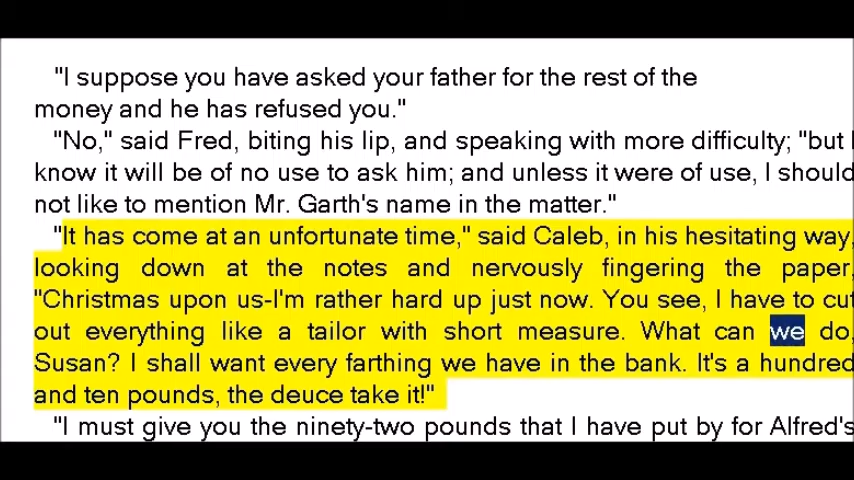 "I suppose you have asked your father for the rest of the
money and he has refused you."
"No," said Fred, biting his lip, and speaking with more difficulty; "but I
know it will be of no use to ask him; and unless it were of use, I should
not like to mention Mr. Garth's name in the matter."
"It has come at an unfortunate time," said Caleb, in his hesitating way,
looking down at the notes and nervously fingering the paper,
"Christmas upon us-I'm rather hard up just now. You see, I have to cut
out everything like a tailor with short measure. What can we do,
Susan? I shall want every farthing we have in the bank. It's a hundred
and ten pounds, the deuce take it!"
"I must give you the ninety-two pounds that I have put by for Alfred's